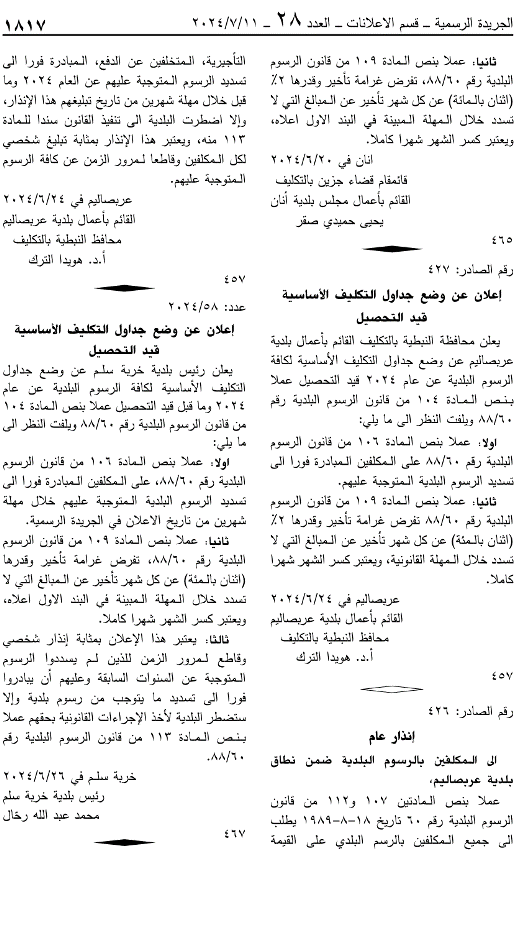 الجريدة الرسمية ـ قسم الاعلانات ـ العدد ٢٨ ـ ٢٠٢٤/٧/١١
١٨١٧
ثانيا: عملا بنص المادة ١٠٩ من قانون الرسوم
البلدية رقم ٨٨/٦٠، تفرض غرامة تأخير وقدرها ٢٪
(اثنان بالمائة) عن كل شهر تأخير عن المبالغ التي لا
تسدد خلال المهلة المبينة في البند الاول اعلاه،
ويعتبر كسر الشهر شهرا كاملا.
انان في ٢٠٢٤/٦/٢٠
قائمقام قضاء جزين بالتكليف
القائم بأعمال مجلس بلدية أنان
يحيى حميدي صقر
٤٦٥
رقم الصادر: ٤٢٧
إعلان عن وضع جداول التكليف الأساسية
قيد التحصيل
يعلن محافظة النبطية بالتكليف القائم بأعمال بلدية
عربصاليم عن وضع جداول التكليف الأساسية لكافة
الرسوم البلدية عن عام ٢٠٢٤ قيد التحصيل عملا
بنص المادة ١٠٤ من قانون الرسوم البلدية رقم
٨٨/٦٠ ويلفت النظر الى ما يلي:
اولا: عملا بنص المادة ١٠٦ من قانون الرسوم
البلدية رقم ٨٨/٦٠ على المكلفين المبادرة فورا الى
تسديد الرسوم البلدية المتوجبة عليهم.
ثانيا: عملا بنص المادة ١٠٩ من قانون الرسوم
البلدية رقم ٨٨/٦٠ تفرض غرامة تأخير وقدرها ٢٪
(اثنان بالمئة) عن كل شهر تأخير عن المبالغ التي لا
تسدد خلال المهلة القانونية، ويعتبر كسر الشهر شهرا
كاملا.
عربصاليم في ٢٠٢٤/٦/٢٤
القائم بأعمال بلدية عربصاليم
محافظ النبطية بالتكليف
أ.د. هويدا الترك
٤٥٧
رقم الصادر: ٤٢٦
إنذار عام
الى المكلفين بالرسوم البلدية ضمن نطاق
بلدية عربصاليم،
عملا بنص المادتين ١٠٧ و١١٢ من قانون
الرسوم البلدية رقم ٦٠ تاريخ ١٨-٨-١٩٨٩ يطلب
الى جميع المكلفين بالرسم البلدي على القيمة
التأجيرية، المتخلفين عن الدفع، المبادرة فورا الى
تسديد الرسوم المتوجبة عليهم عن العام ٢٠٢٤ وما
قبل خلال مهلة شهرين من تاريخ تبليغهم هذا الإنذار،
وإلا اضطرت البلدية الى تنفيذ القانون سندا للمادة
١١٣ منه، ويعتبر هذا الإنذار بمثابة تبليغ شخصي
لكل المكلفين وقاطعا لمرور الزمن عن كافة الرسوم
المتوجبة عليهم.
عربصاليم في ٢٠٢٤/٦/٢٤
القائم بأعمال بلدية عربصاليم
محافظ النبطية بالتكليف
أ.د. هويدا الترك
٤٥٧
عدد: ٢٠٢٤/٥٨
إعلان عن وضع جداول التكليف الأساسية
قيد التحصيل
يعلن رئيس بلدية خربة سلم عن وضع جداول
التكليف الأساسية لكافة الرسوم البلدية عن عام
٢٠٢٤ وما قبل قيد التحصيل عملا بنص المادة ١٠٤
من قانون الرسوم البلدية رقم ٨٨/٦٠ ويلفت النظر الى
ما يلي:
اولا: عملا بنص المادة ١٠٦ من قانون الرسوم
البلدية رقم ٨٨/٦٠، على المكلفين المبادرة فورا الى
تسديد الرسوم البلدية المتوجبة عليهم خلال مهلة
شهرين من تاريخ الاعلان في الجريدة الرسمية.
ثانيا: عملا بنص المادة ١٠٩ من قانون الرسوم
البلدية رقم ٨٨/٦٠، تفرض غرامة تأخير وقدرها
(اثنان بالمئة) عن كل شهر تأخير عن المبالغ التي لا
تسدد خلال المهلة المبينة في البند الاول اعلاه،
ويعتبر كسر الشهر شهرا كاملا.
ثالثا: يعتبر هذا الإعلان بمثابة إنذار شخصي
وقاطع لمرور الزمن للذين لم يسددوا الرسوم
المتوجبة عن السنوات السابقة وعليهم أن يبادروا
فورا الى تسديد ما يتوجب من رسوم بلدية وإلا
ستضطر البلدية لأخذ الإجراءات القانونية بحقهم عملا
بنص المادة ١١٣ من قانون الرسوم البلدية رقم
٨٨/٦٠.
خربة سلم في ٢٠٢٤/٦/٢٦
رئيس بلدية خربة سلم
محمد عبد الله رحال
٤٦٧